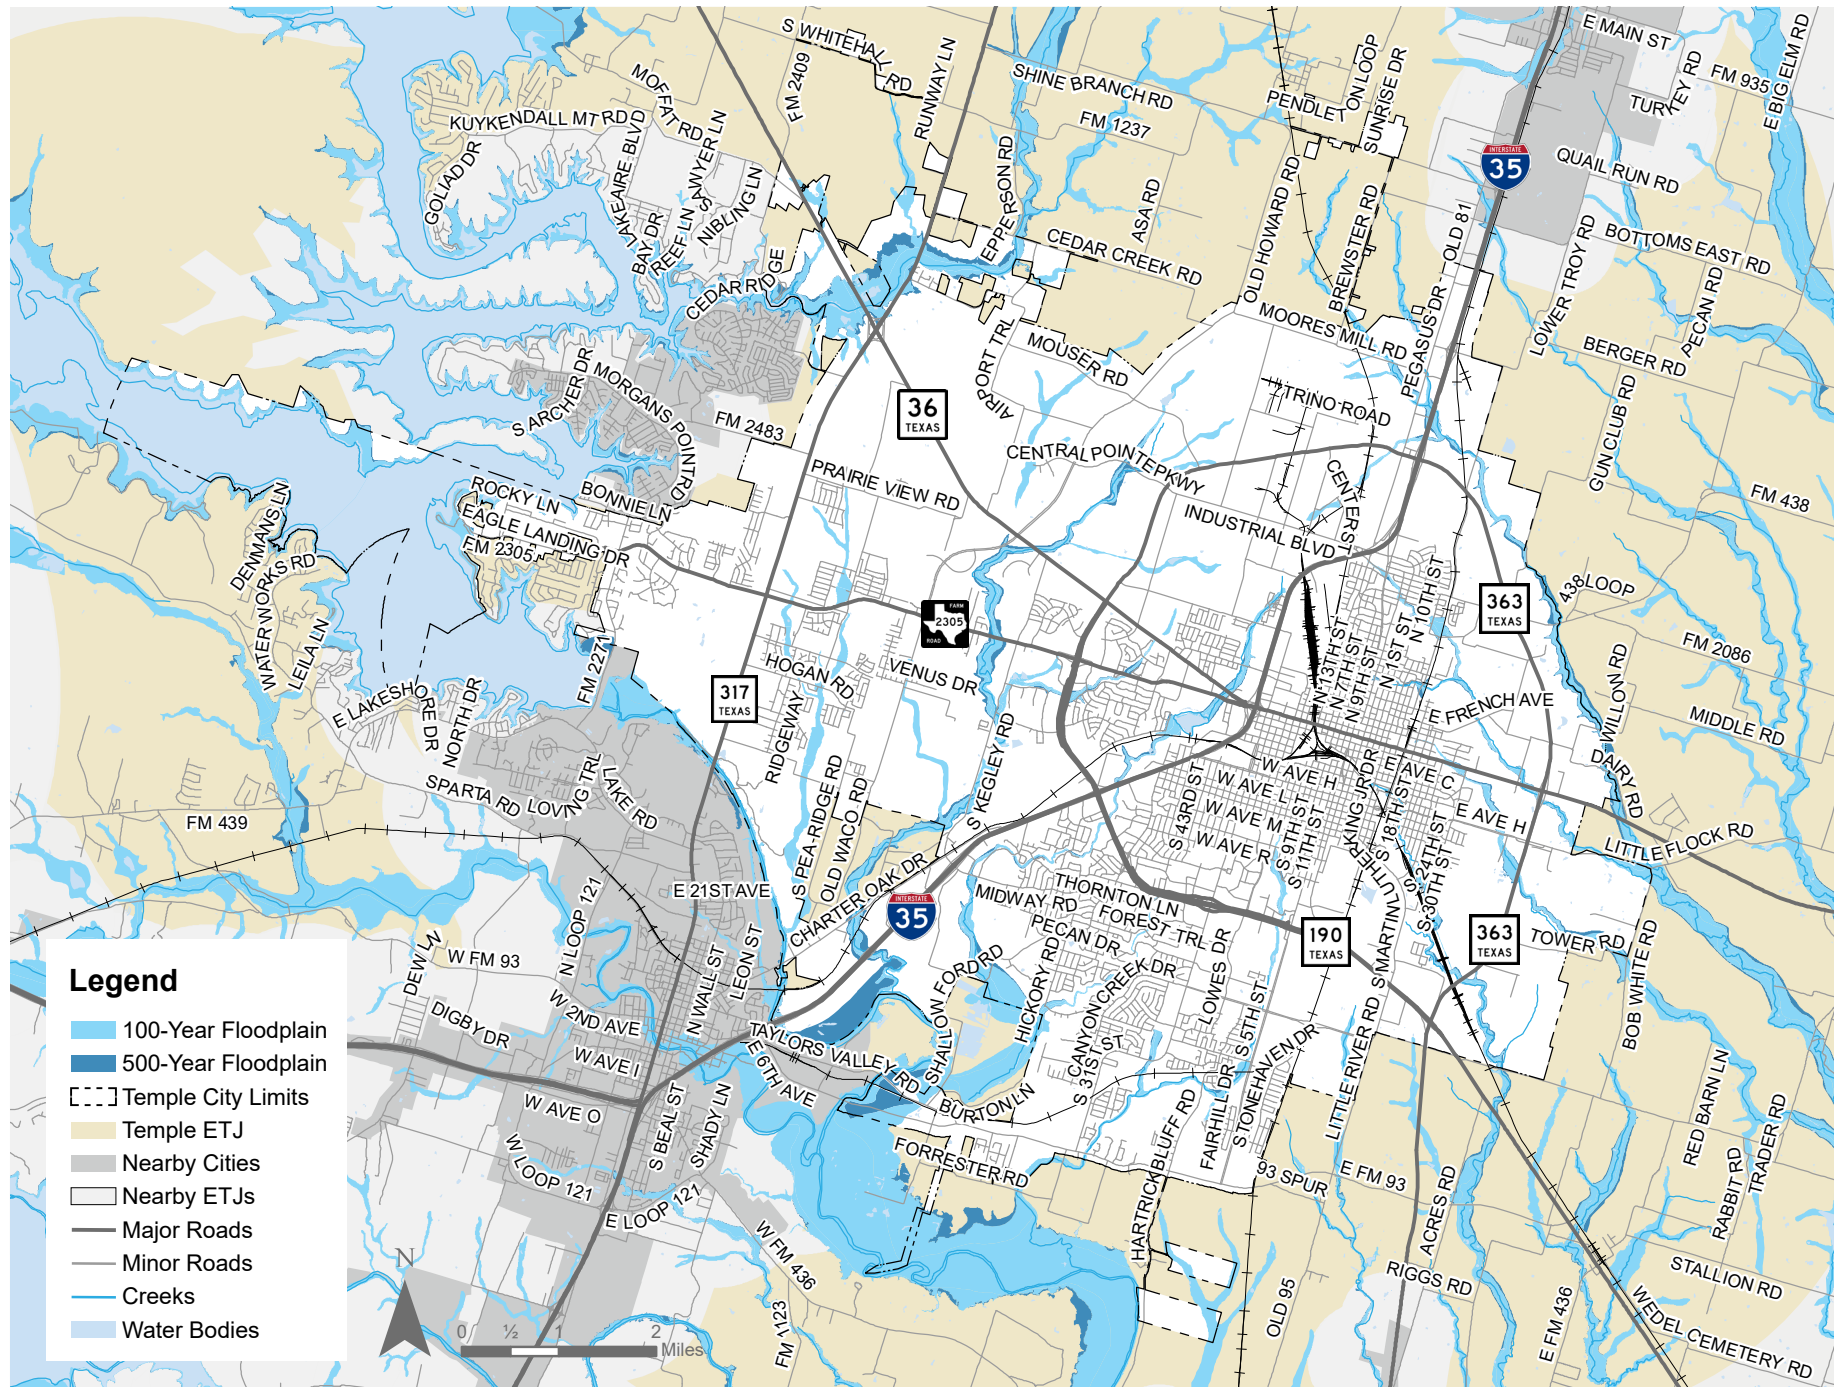 S WHITEHALL RD
FM 2409
RUNWAY LN
MOFFAT RD
KUYKENDALL MT RD
GOLIAD DR
LAKEAIRE BLVD
S SAWYER LN
NIBLING LN
BAY DR
REEF LN
CEDAR RIDGE
SHINE BRANCH RD
FM 1237
EPPERSON RD
ASA RD
CEDAR CREEK RD
PENDLETON LOOP
SUNRISE DR
OLD HOWARD RD
BREWSTER RD
PEGASUS DR
OLD 81
E MAIN ST
TURKEY RD
FM 935
E BIG ELM RD
INTERSTATE
35
QUAIL RUN RD
BOTTOMS EAST RD
LOWER TROY RD
PECAN RD
BERGER RD
GUN CLUB RD
FM 438
MOORES MILL RD
MOUSER RD
AIRPORT TRL
TRINO ROAD
36
TEXAS
S ARCHER DR
MORGANS POINT RD
FM 2483
CENTRAL POINTE PKWY
PRAIRIE VIEW RD
INDUSTRIAL BLVD
CENTER ST
ROCKY LN
BONNIE LN
EAGLE LANDING DR
FM 2305
DENMANS LN
WATERWORKS RD
LEILA LN
FM 2271
FARM
2305
ROAD
363
TEXAS
438 LOOP
FM 2086
N 10TH ST
N 1ST ST
N 13TH ST
N 7TH ST
N 9TH ST
E FRENCH AVE
WILLOW RD
MIDDLE RD
DAIRY RD
HOGAN RD
VENUS DR
317
TEXAS
RIDGEWAY
E LAKESHORE DR
NORTH DR
SPARTA RD
LOVING TRL
LAKE RD
FM 439
S KEGLEY RD
S PEA RIDGE RD
OLD WACO RD
CHARTER OAK DR
S 43RD ST
W AVE H
W AVE L
W AVE M
W AVE R
S 9TH ST
S 11TH ST
E AVE C
E AVE H
S 18TH ST
S 24TH ST
S 30TH ST
S MARTIN LUTHER KING JR DR
LITTLE FLOCK RD
E 21ST AVE
N LOOP 121
INTERSTATE
35
MIDWAY RD
THORNTON LN
FOREST TRL
PECAN DR
190
TEXAS
363
TEXAS
TOWER RD
BOB WHITE RD
DEW LN
W FM 93
DIGBY DR
W 2ND AVE
W AVE I
W AVE O
N WALL ST
LEON ST
TAYLORS VALLEY RD
E 6TH AVE
SHALLOW FORD RD
HICKORY RD
CANYON CREEK DR
S 31ST ST
LOWES DR
S 5TH ST
STONEHAVEN DR
FAIRHILL DR
LITTLE RIVER RD
BURTON LN
FORRESTER RD
HARTRICK BLUFF RD
93 SPUR
E FM 93
S BEAL ST
SHADY LN
W LOOP 121
E LOOP 121
W FM 436
FM 1123
OLD 95
ACRES RD
RIGGS RD
E FM 436
RED BARN LN
RABBIT RD
TRADER RD
STALLION RD
WEDEL CEMETERY RD
Legend
100-Year Floodplain
500-Year Floodplain
Temple City Limits
Temple ETJ
Nearby Cities
Nearby ETJs
Major Roads
Minor Roads
Creeks
Water Bodies
N
0 ½ 1 2
Miles